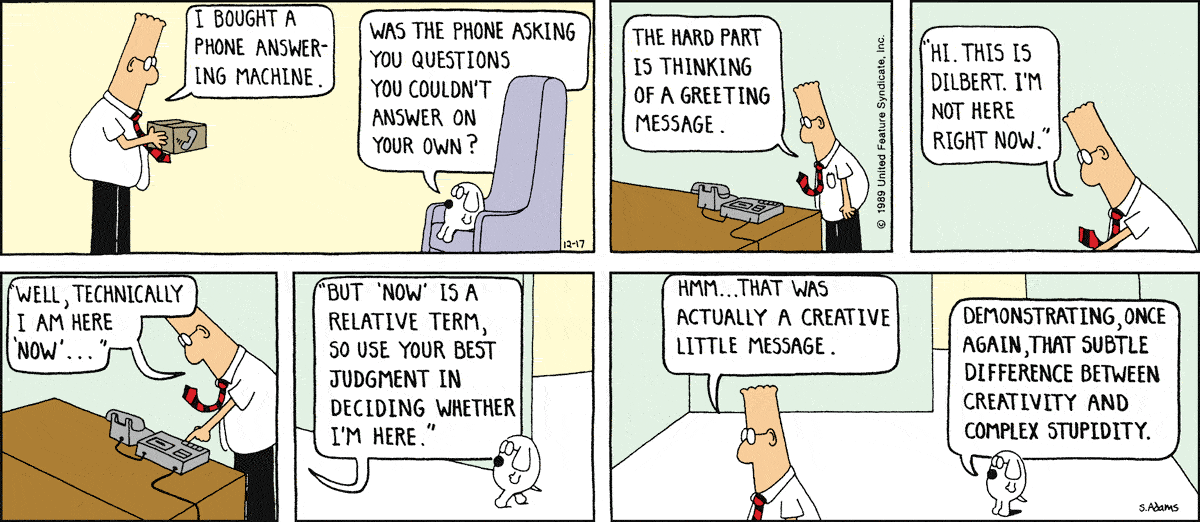 I BOUGHT A
PHONE ANSWER-
ING MACHINE.
WAS THE PHONE ASKING
YOU QUESTIONS
YOU COULDN'T
ANSWER ON
YOUR OWN?
12-17
THE HARD PART
IS THINKING
OF A GREETING
MESSAGE.
© 1989 United Feature Syndicate, Inc.
"HI. THIS IS
DILBERT. I'M
NOT HERE
RIGHT NOW."
"WELL, TECHNICALLY
I AM HERE
'NOW'..."
"BUT 'NOW' IS A
RELATIVE TERM,
SO USE YOUR BEST
JUDGMENT IN
DECIDING WHETHER
I'M HERE."
HMM...THAT WAS
ACTUALLY A CREATIVE
LITTLE MESSAGE.
DEMONSTRATING, ONCE
AGAIN, THAT SUBTLE
DIFFERENCE BETWEEN
CREATIVITY AND
COMPLEX STUPIDITY.
S.Adams